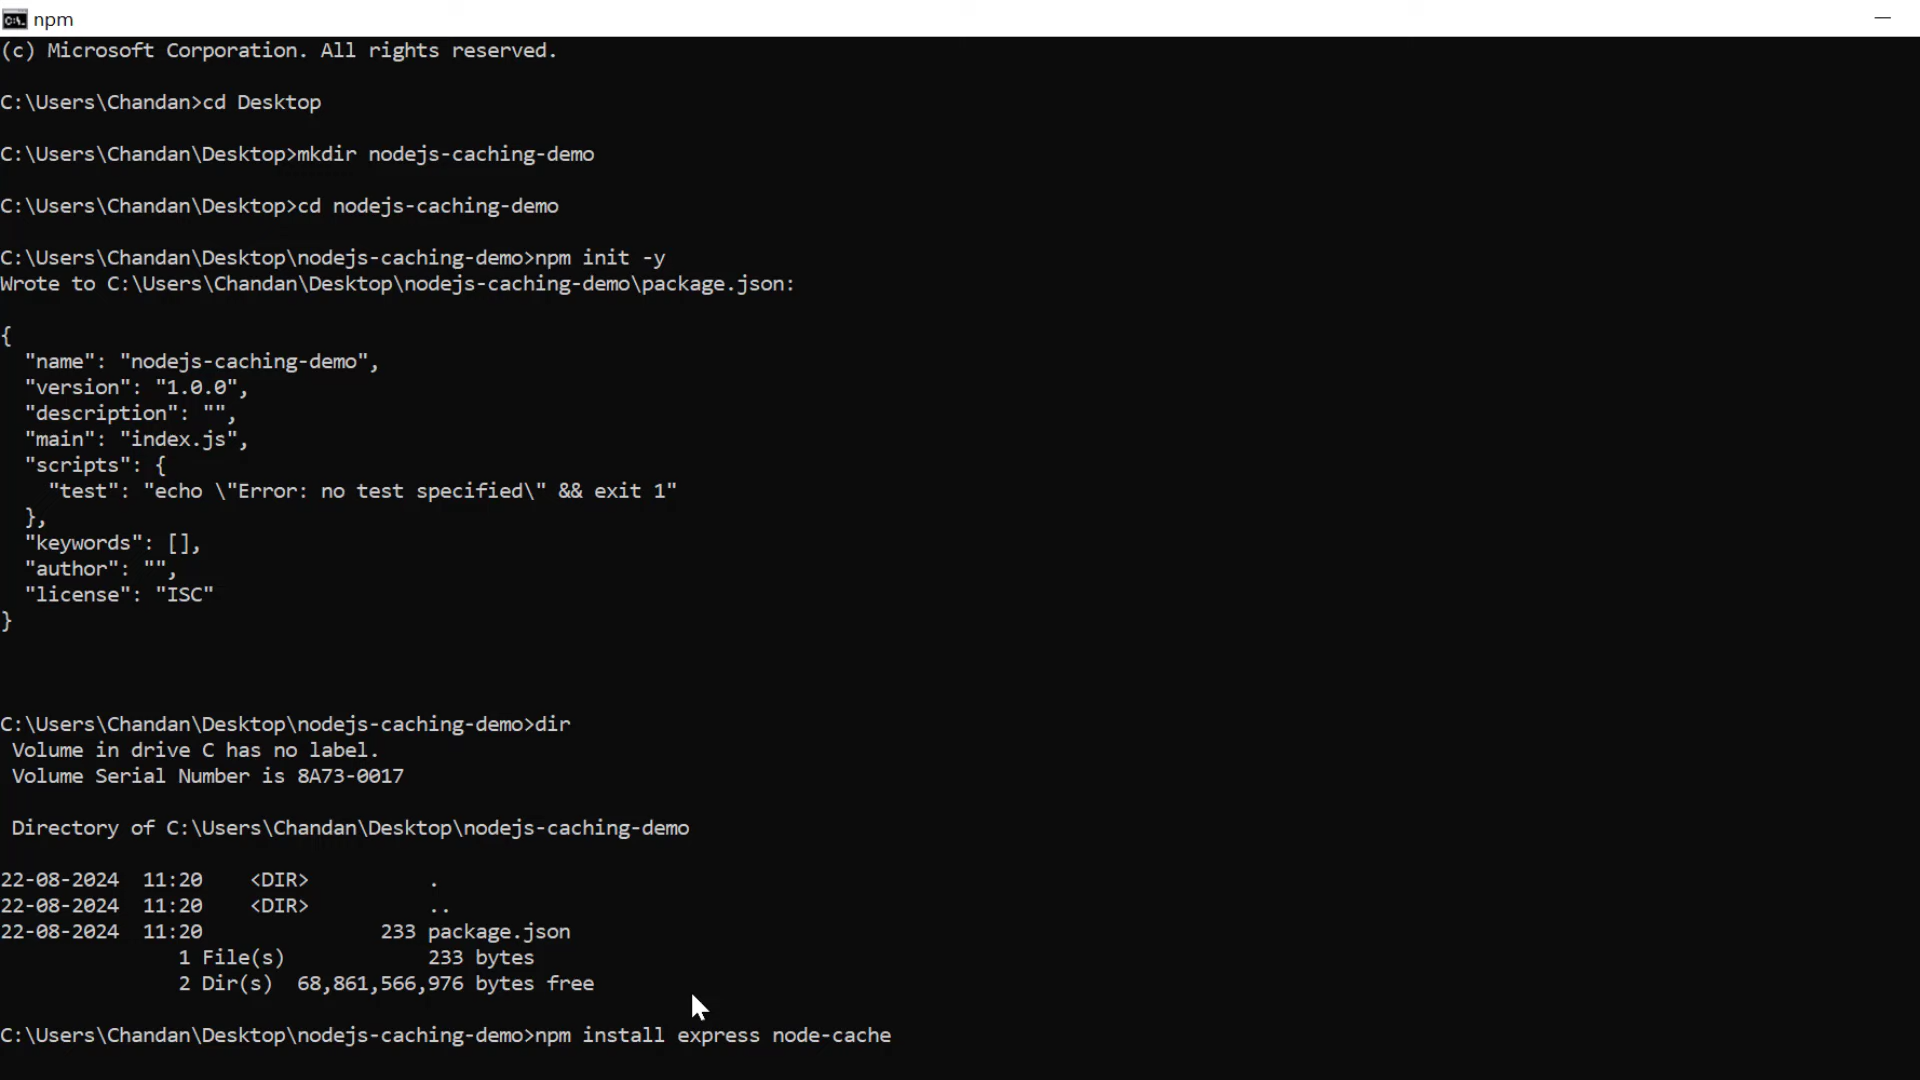 npm
(c) Microsoft Corporation. All rights reserved.
C:\Users\Chandan>cd Desktop
C:\Users\Chandan\Desktop>mkdir nodejs-caching-demo
C:\Users\Chandan\Desktop>cd nodejs-caching-demo
C:\Users\Chandan\Desktop\nodejs-caching-demo>npm init -y
Wrote to C:\Users\Chandan\Desktop\nodejs-caching-demo\package.json:
{
  "name": "nodejs-caching-demo",
  "version": "1.0.0",
  "description": "",
  "main": "index.js",
  "scripts": {
    "test": "echo \"Error: no test specified\" && exit 1"
  },
  "keywords": [],
  "author": "",
  "license": "ISC"
}
C:\Users\Chandan\Desktop\nodejs-caching-demo>dir
 Volume in drive C has no label.
 Volume Serial Number is 8A73-0017
 Directory of C:\Users\Chandan\Desktop\nodejs-caching-demo
22-08-2024  11:20    <DIR>          .
22-08-2024  11:20    <DIR>          ..
22-08-2024  11:20               233 package.json
               1 File(s)            233 bytes
               2 Dir(s)  68,861,566,976 bytes free
C:\Users\Chandan\Desktop\nodejs-caching-demo>npm install express node-cache